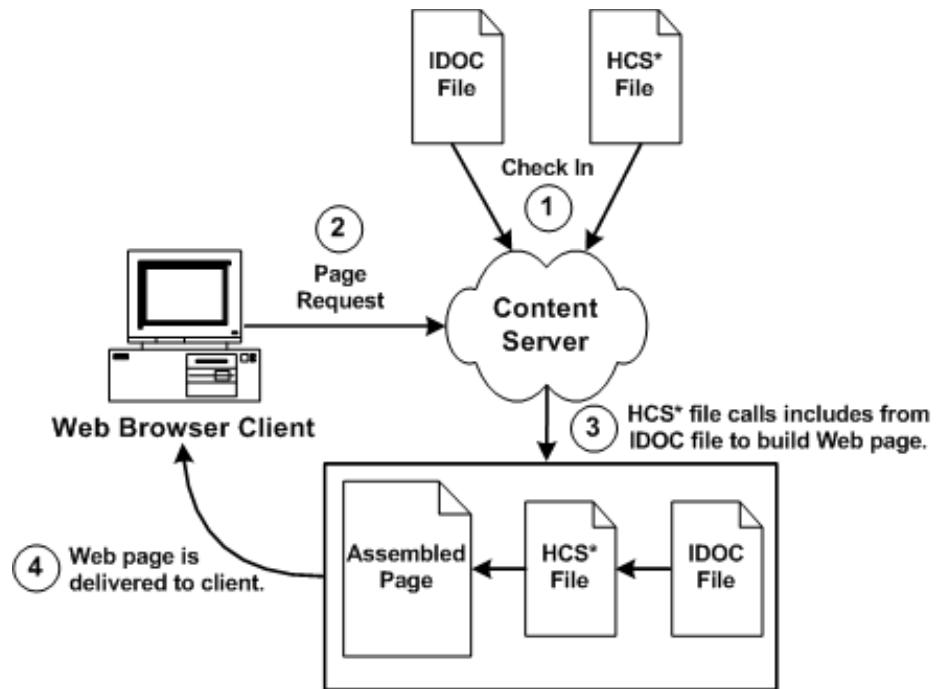 IDOC
File
HCS*
File
Check In
1
2
Page
Request
Content
Server
Web Browser Client
3
HCS* file calls includes from
IDOC file to build Web page.
Assembled
Page
HCS*
File
IDOC
File
4
Web page is
delivered to client.